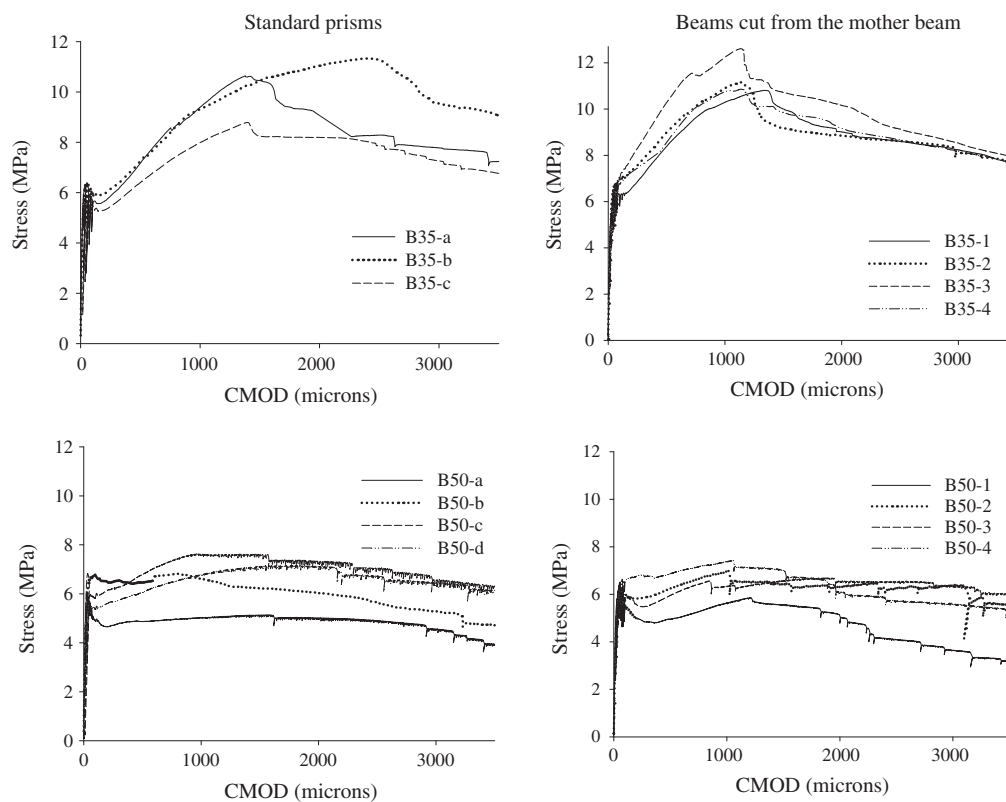 Standard prisms
Beams cut from the mother beam
12
10
8
6
4
2
0
Stress (MPa)
B35-a
B35-b
B35-c
0
1000
2000
3000
CMOD (microns)
12
10
8
6
4
2
0
Stress (MPa)
B35-1
B35-2
B35-3
B35-4
0
1000
2000
3000
CMOD (microns)
12
10
8
6
4
2
0
Stress (MPa)
B50-a
B50-b
B50-c
B50-d
0
1000
2000
3000
CMOD (microns)
12
10
8
6
4
2
0
Stress (MPa)
B50-1
B50-2
B50-3
B50-4
0
1000
2000
3000
CMOD (microns)